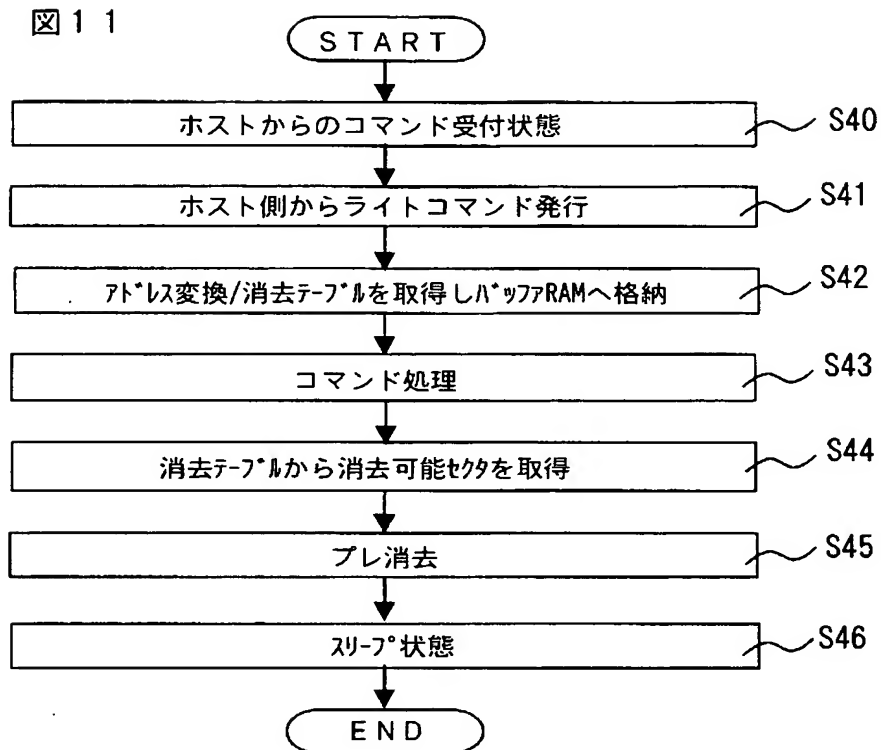 図11
START
ホストからのコマンド受付状態
S40
ホスト側からライトコマンド発行
S41
ｱﾄﾞﾚｽ変換/消去ﾃｰﾌﾞﾙを取得しﾊﾞｯﾌｧRAMへ格納
S42
コマンド処理
S43
消去ﾃｰﾌﾞﾙから消去可能ｾｸﾀを取得
S44
プレ消去
S45
ｽﾘｰﾌﾟ状態
S46
END